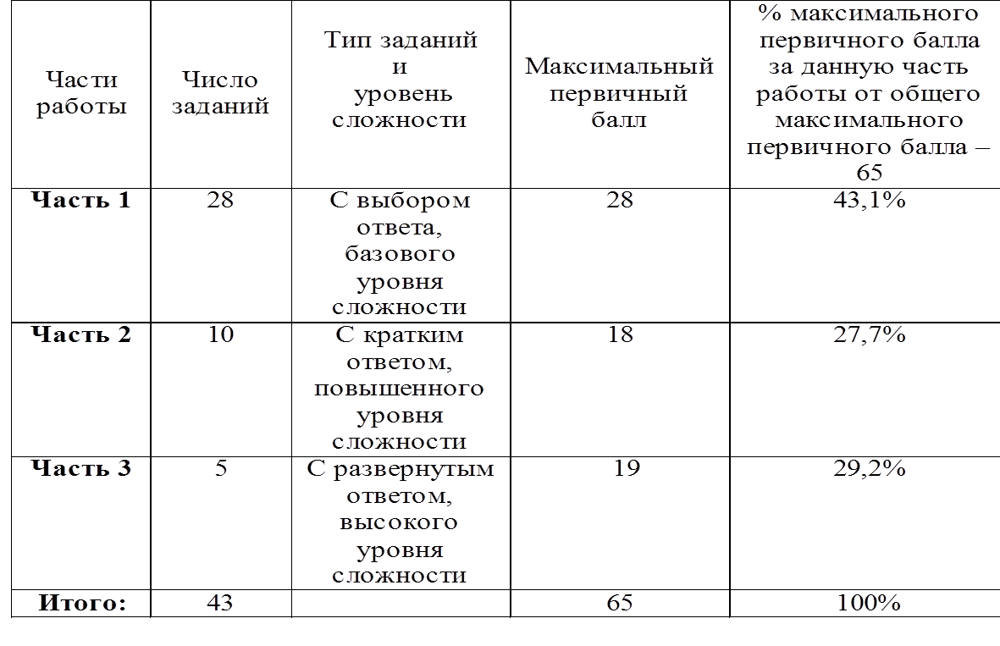 Части
работы
Число
заданий
Тип заданий
и
уровень
сложности
Максимальный
первичный
балл
% максимального
первичного балла
за данную часть
работы от общего
максимального
первичного балла –
65
Часть 1
28
С выбором
ответа,
базового
уровня
сложности
28
43,1%
Часть 2
10
С кратким
ответом,
повышенного
уровня
сложности
18
27,7%
Часть 3
5
С развернутым
ответом,
высокого
уровня
сложности
19
29,2%
Итого:
43
65
100%